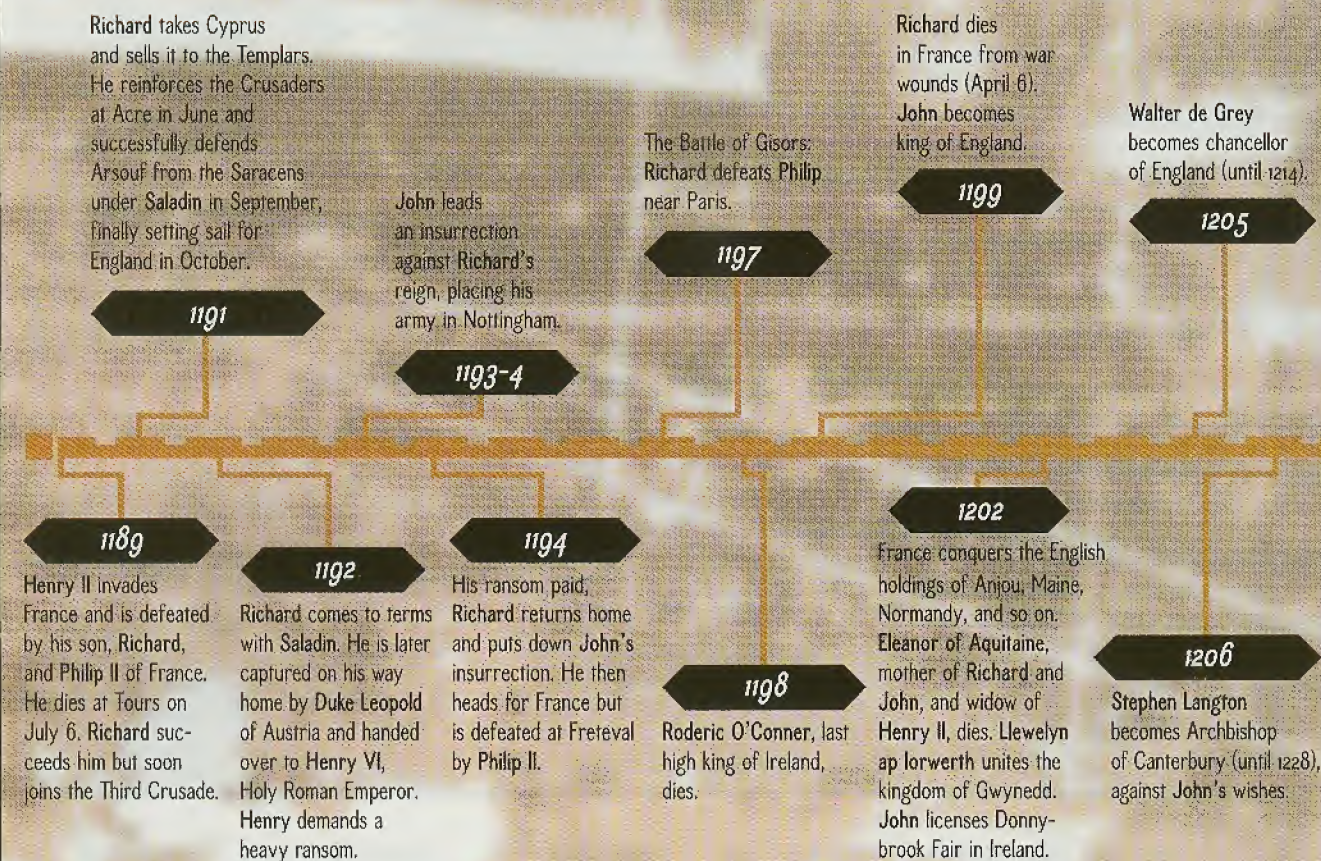 Richard takes Cyprus
and sells it to the Templars.
He reinforces the Crusaders
at Acre in June and
successfully defends
Arsouf from the Saracens
under Saladin in September,
finally setting sail for
England in October.
1191
John leads
an insurrection
against Richard's
reign, placing his
army in Nottingham.
1193-4
The Battle of Gisors:
Richard defeats Philip
near Paris.
1197
Richard dies
in France from war
wounds (April 6).
John becomes
king of England.
1199
Walter de Grey
becomes chancellor
of England (until 1214).
1205
1189
Henry II invades
France and is defeated
by his son, Richard,
and Philip II of France.
He dies at Tours on
July 6. Richard suc-
ceeds him but soon
joins the Third Crusade.
1192
Richard comes to terms
with Saladin. He is later
captured on his way
home by Duke Leopold
of Austria and handed
over to Henry VI,
Holy Roman Emperor.
Henry demands a
heavy ransom.
1194
His ransom paid,
Richard returns home
and puts down John's
insurrection. He then
heads for France but
is defeated at Freteval
by Philip II.
1198
Roderic O'Conner, last
high king of Ireland,
dies.
1202
France conquers the English
holdings of Anjou, Maine,
Normandy, and so on.
Eleanor of Aquitaine,
mother of Richard and
John, and widow of
Henry II, dies. Llewelyn
ap Iorwerth unites the
kingdom of Gwynedd.
John licenses Donny-
brook Fair in Ireland.
1206
Stephen Langton
becomes Archbishop
of Canterbury (until 1228),
against John's wishes.